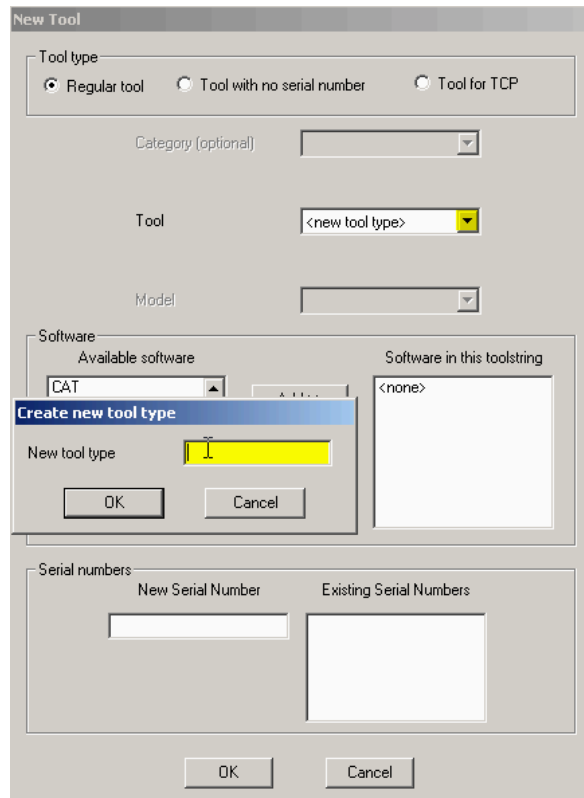 New Tool
Tool type
Regular tool Tool with no serial number Tool for TCP
Category (optional)
Tool <new tool type>
Model
Software
Available software Software in this toolstring
CAT <none>
Create new tool type
New tool type
OK Cancel
Serial numbers
New Serial Number Existing Serial Numbers
OK Cancel